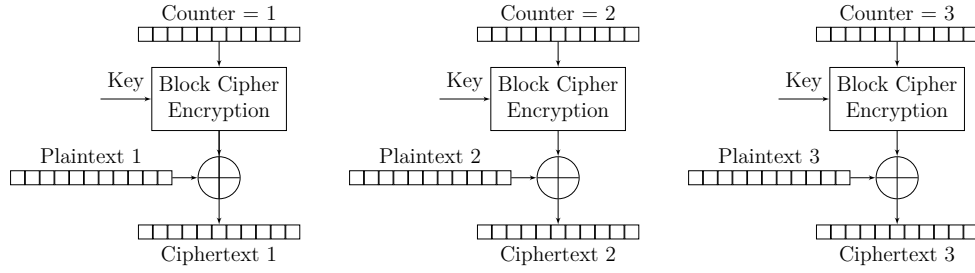 Counter = 1
Counter = 2
Counter = 3
Key
Block Cipher
Encryption
Key
Block Cipher
Encryption
Key
Block Cipher
Encryption
Plaintext 1
Plaintext 2
Plaintext 3
Ciphertext 1
Ciphertext 2
Ciphertext 3